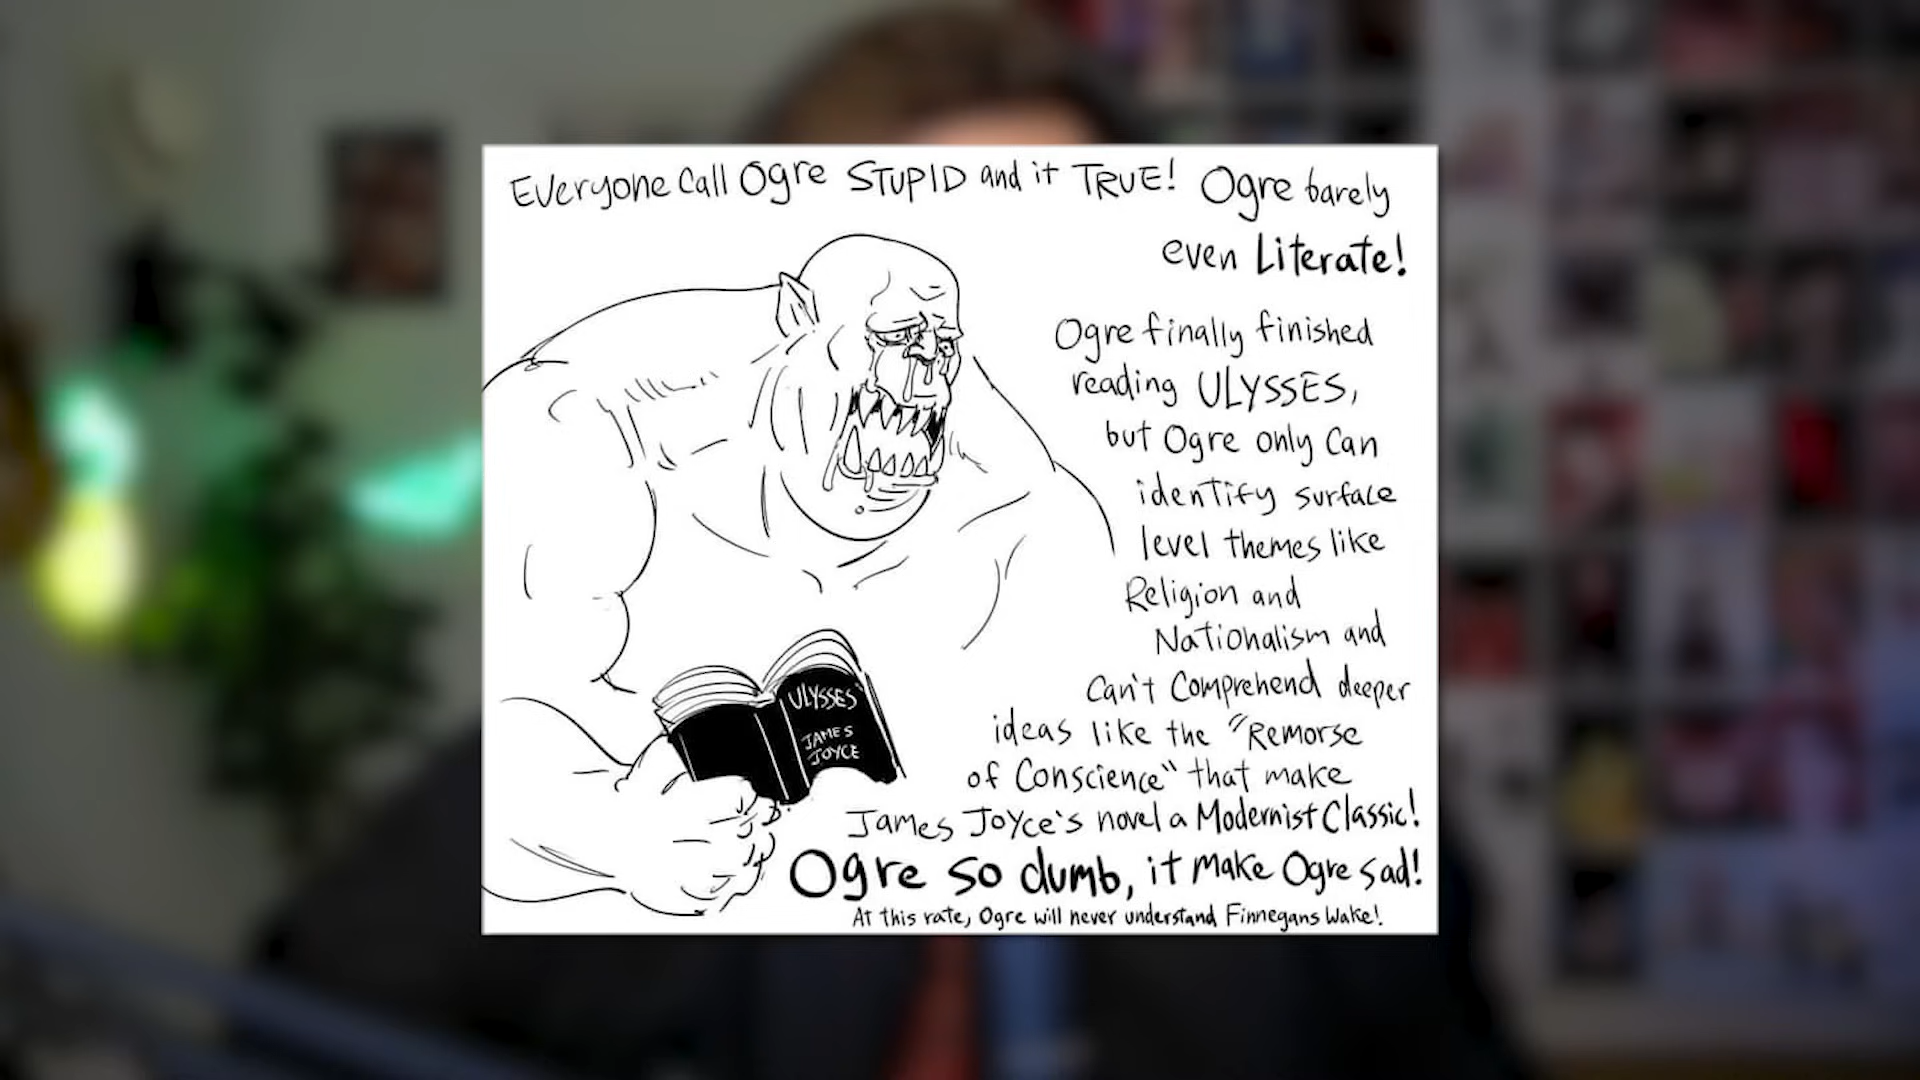 Everyone Call Ogre STUPID and it TRUE! Ogre barely
even Literate!
Ogre finally finished
reading ULYSSES,
but Ogre only Can
identify surface
level themes like
Religion and
Nationalism and
Can't Comprehend deeper
ideas like the "Remorse
of Conscience" that make
James Joyce's novel a Modernist Classic!
Ogre so dumb, it make Ogre sad!
At this rate, Ogre will never understand Finnegans Wake!
ULYSSES
JAMES
JOYCE